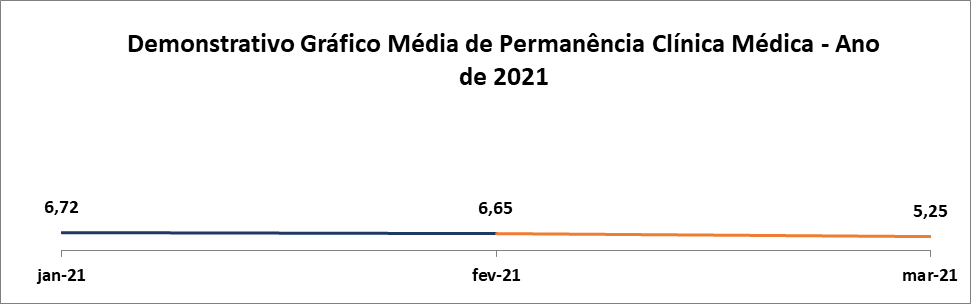 Demonstrativo Gráfico Média de Permanência Clínica Médica - Ano
de 2021
6,72
6,65
5,25
jan-21
fev-21
mar-21